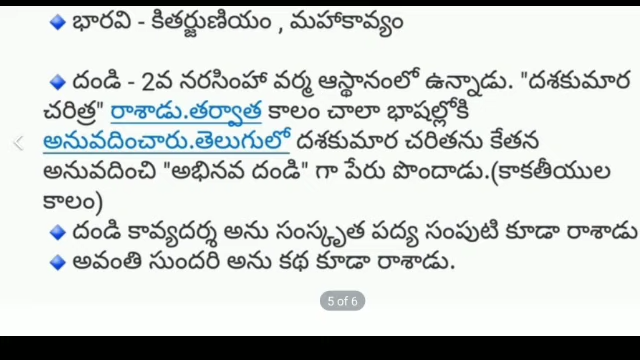 భారవి - కితర్జుణియం , మహాకావ్యం
దండి - 2వ నరసింహా వర్మ ఆస్థానంలో ఉన్నాడు. "దశకుమార
చరిత్ర" రాశాడు.తర్వాత కాలం చాలా భాషల్లోకి
అనువదించారు.తెలుగులో దశకుమార చరితను కేతన
అనువదించి "అభినవ దండి" గా పేరు పొందాడు.(కాకతీయుల
కాలం)
దండి కావ్యదర్శ అను సంస్కృత పద్య సంపుటి కూడా రాశాడు
అవంతి సుందరి అను కథ కూడా రాశాడు.
5 of 6